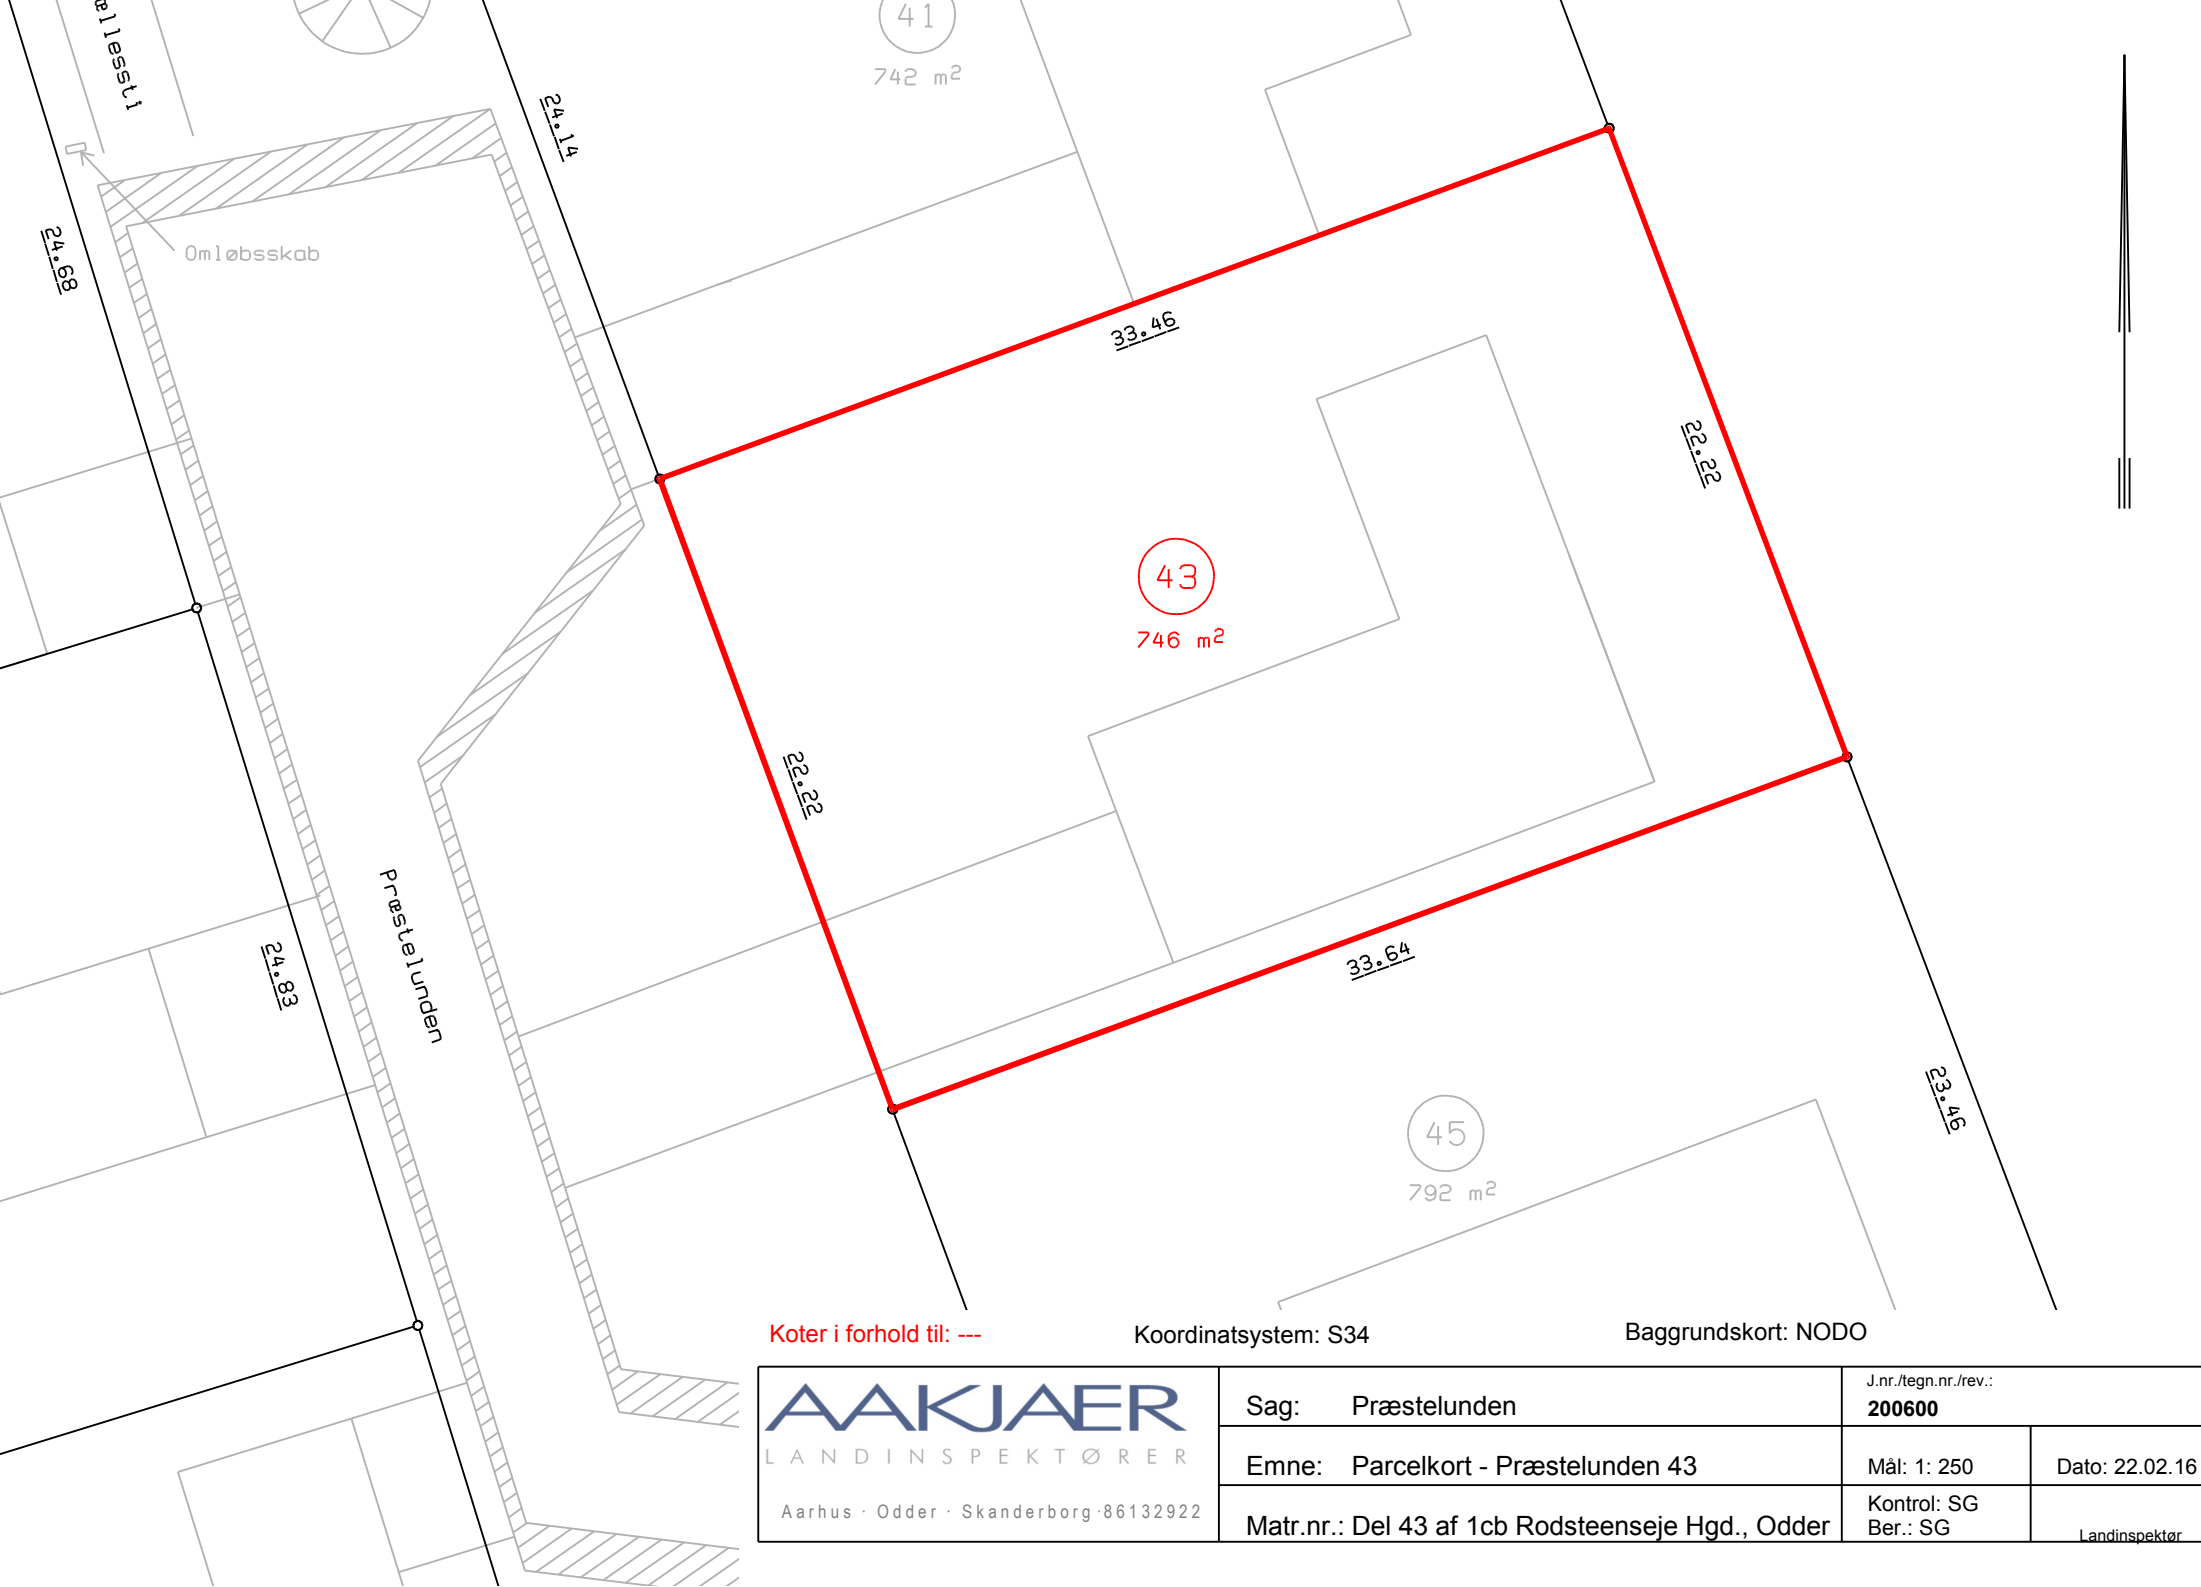 41
742 m²
24.14
24.68
Omløbsskab
33.46
22.22
43
746 m²
22.22
Præstelunden
24.83
33.64
23.46
45
792 m²
Koter i forhold til: ---
Koordinatsystem: S34
Baggrundskort: NODO
AAKJAER
LANDINSPEKTØRER
Aarhus · Odder · Skanderborg ·86132922
Sag: Præstelunden
J.nr./tegn.nr./rev.:
200600
Emne: Parcelkort - Præstelunden 43
Mål: 1: 250
Dato: 22.02.16
Matr.nr.: Del 43 af 1cb Rodsteenseje Hgd., Odder
Kontrol: SG
Ber.: SG
Landinspektør